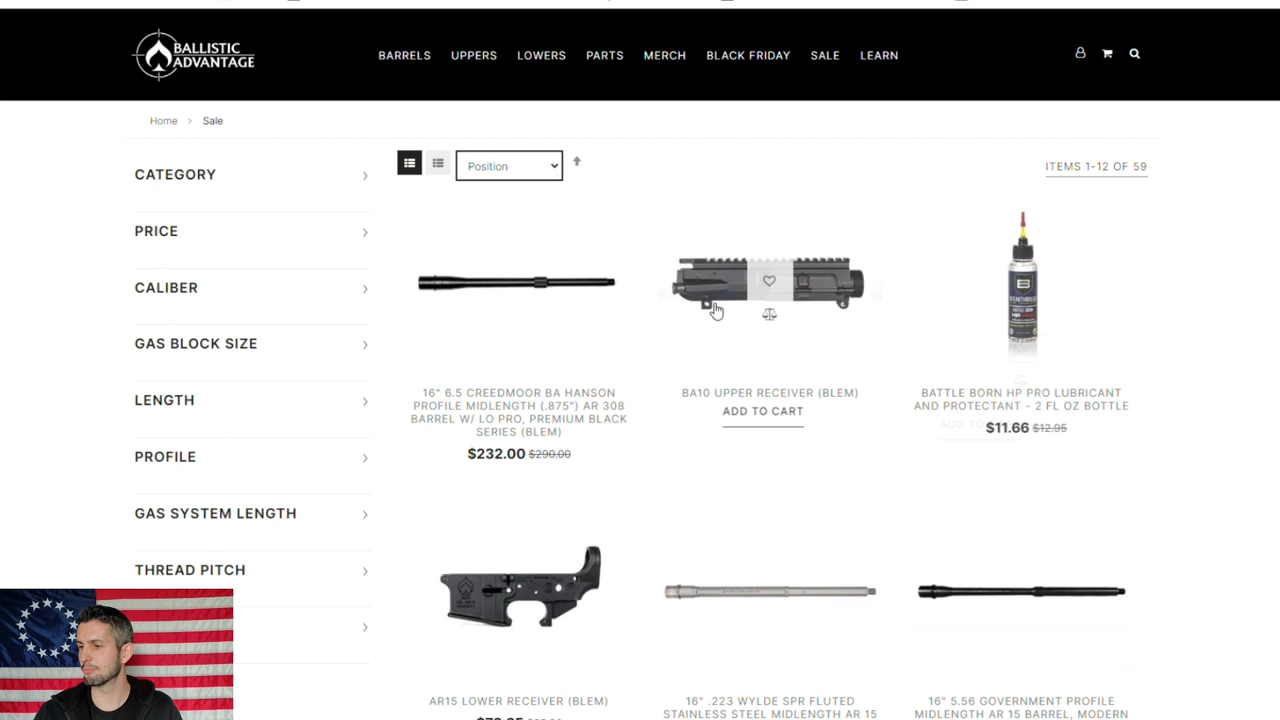 BALLISTIC
ADVANTAGE
BARRELS UPPERS LOWERS PARTS MERCH BLACK FRIDAY SALE LEARN
Home > Sale
CATEGORY
PRICE
CALIBER
GAS BLOCK SIZE
LENGTH
PROFILE
GAS SYSTEM LENGTH
THREAD PITCH
Position
ITEMS 1-12 OF 59
16" 6.5 CREEDMOOR BA HANSON
PROFILE MIDLENGTH (.875") AR 308
BARREL W/ LO PRO, PREMIUM BLACK
SERIES (BLEM)
$232.00 $290.00
BA10 UPPER RECEIVER (BLEM)
ADD TO CART
BATTLE BORN HP PRO LUBRICANT
AND PROTECTANT - 2 FL OZ BOTTLE
ADD TO
$11.66 $12.95
AR15 LOWER RECEIVER (BLEM)
16" .223 WYLDE SPR FLUTED
STAINLESS STEEL MIDLENGTH AR 15
16" 5.56 GOVERNMENT PROFILE
MIDLENGTH AR 15 BARREL, MODERN